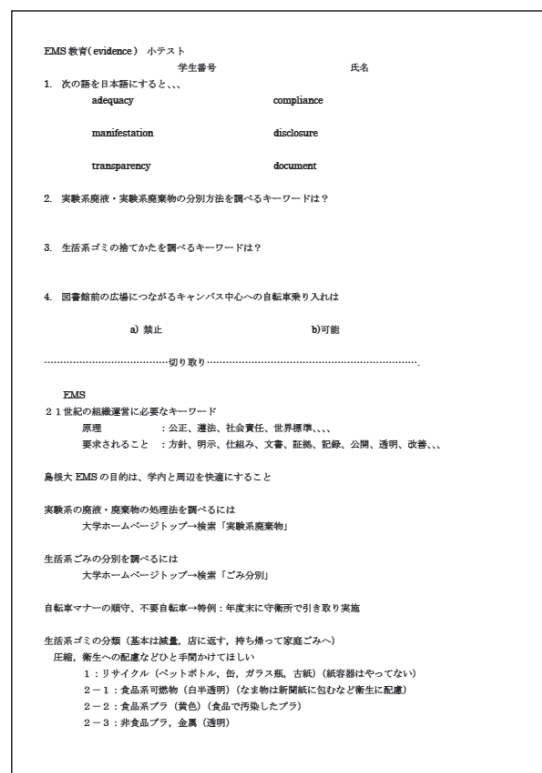 EMS 教育( evidence )　小テスト
学生番号　氏名
1.　次の語を日本語にすると、、、
adequacy　compliance
manifestation　disclosure
transparency　document
2.　実験系廃液・実験系廃棄物の分別方法を調べるキーワードは？
3.　生活系ゴミの捨てかたを調べるキーワードは？
4.　図書館前の広場につながるキャンパス中心への自転車乗り入れは
a) 禁止　b)可能
……………………………………切り取り………………………………………………………….
EMS
２１世紀の組織運営に必要なキーワード
原理　：公正、遵法、社会責任、世界標準、、、、
要求されること　：方針、明示、仕組み、文書、証拠、記録、公開、透明、改善、、、
島根大 EMS の目的は、学内と周辺を快適にすること
実験系の廃液・廃棄物の処理法を調べるには
大学ホームページトップ→検索「実験系廃棄物」
生活系ごみの分別を調べるには
大学ホームページトップ→検索「ごみ分別」
自転車マナーの順守、不要自転車→特例：年度末に守衛所で引き取り実施
生活系ゴミの分類（基本は減量，店に返す，持ち帰って家庭ごみへ）
圧縮，衛生への配慮などひと手間かけてほしい
１：リサイクル（ペットボトル，缶，ガラス瓶，古紙）（紙容器はやってない）
２－１：食品系可燃物（白半透明）（なま物は新聞紙に包むなど衛生に配慮）
２－２：食品系プラ（黄色）（食品で汚染したプラ）
２－３：非食品プラ，金属（透明）